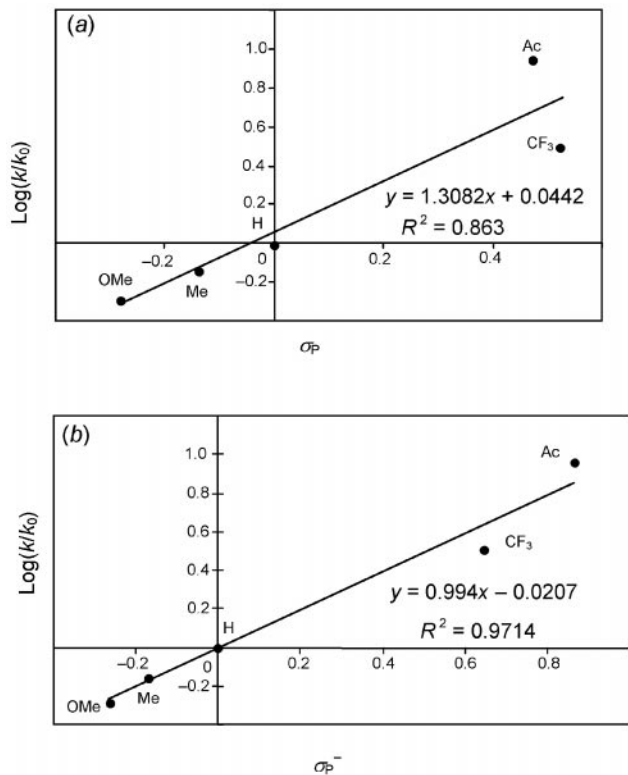 (a)
Ac
1.0
0.8
0.6
CF₃
0.4
0.2
y = 1.3082x + 0.0442
R² = 0.863
H
–0.2
0
0.2
0.4
–0.2
OMe
Me
Log(k/k₀)
σₚ
(b)
Ac
1.0
0.8
0.6
CF₃
0.4
0.2
y = 0.994x – 0.0207
R² = 0.9714
H
–0.2
0
0.2
0.4
0.6
0.8
–0.2
OMe
Me
Log(k/k₀)
σₚ⁻